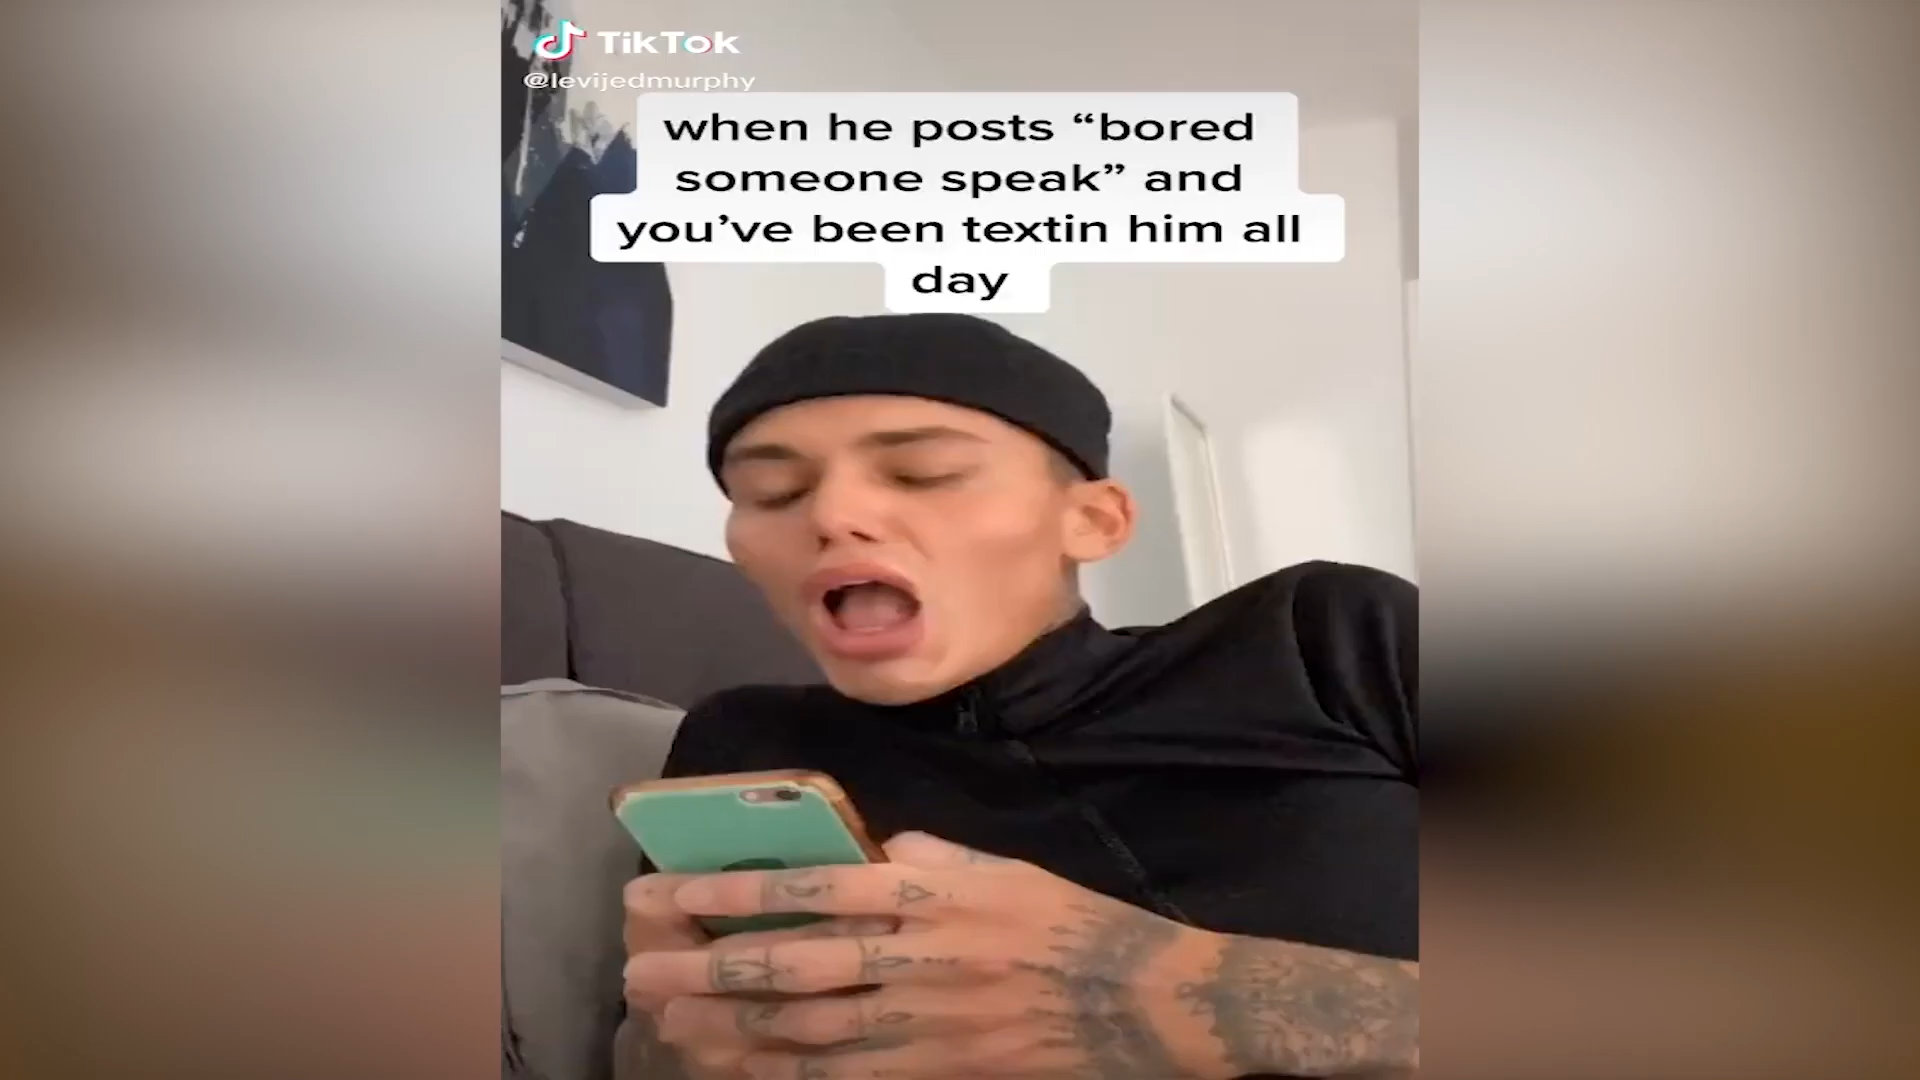 TikTok
@levijedmurphy
when he posts “bored
someone speak” and
you’ve been textin him all
day